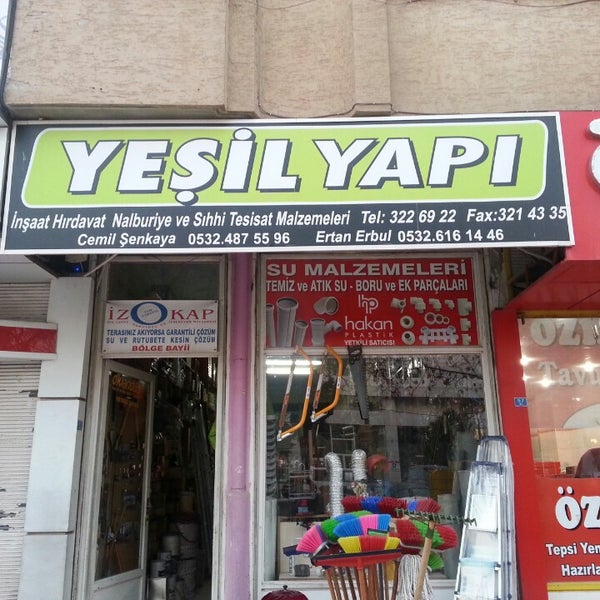 YEŞİL YAPI
İnşaat Hırdavat Nalburiye ve Sıhhi Tesisat Malzemeleri Tel: 322 69 22 Fax:321 43 35
Cemil Şenkaya 0532.487 55 96 Ertan Erbul 0532.616 14 46
İZOKAP
TERASINIZ AKIYORSA GARANTİLİ ÇÖZÜM
SU VE RUTUBETE KESİN ÇÖZÜM
BÖLGE BAYİİ
SU MALZEMELERİ
TEMİZ ve ATIK SU - BORU ve EK PARÇALARI
hp
hakan
PLASTİK
YETKİLİ SATICISI
Tavu
ÖZ
Tepsi Yem
Hazırla